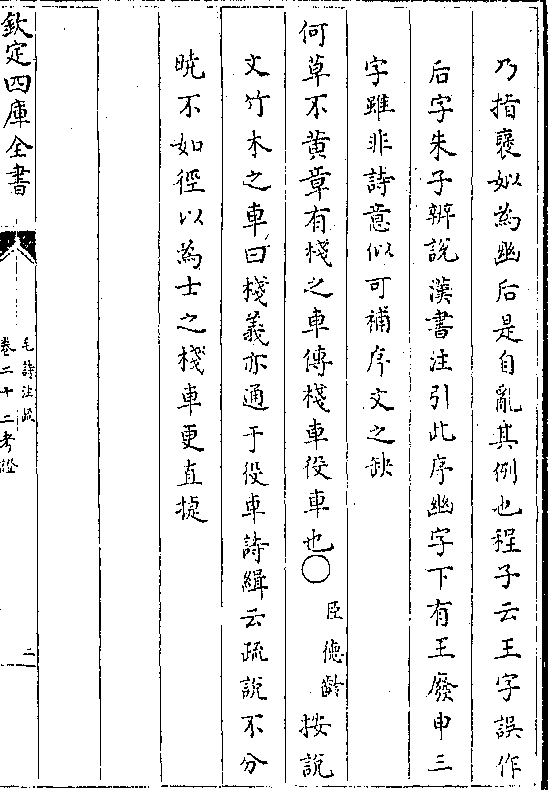 乃指褒姒為幽后是自亂其例也程子云王字誤作
后字朱子辨說漢書注引此序幽字下有王廢申三
字雖非詩意似可補序文之缺
何草不黄章有棧之車傳棧車役車也○臣德齡按說
文竹木之車曰棧義亦通于役車詩緝云疏說不分
曉不如徑以為士之棧車更直捷
欽定四庫全書
毛詩注疏
卷二十二考證
二